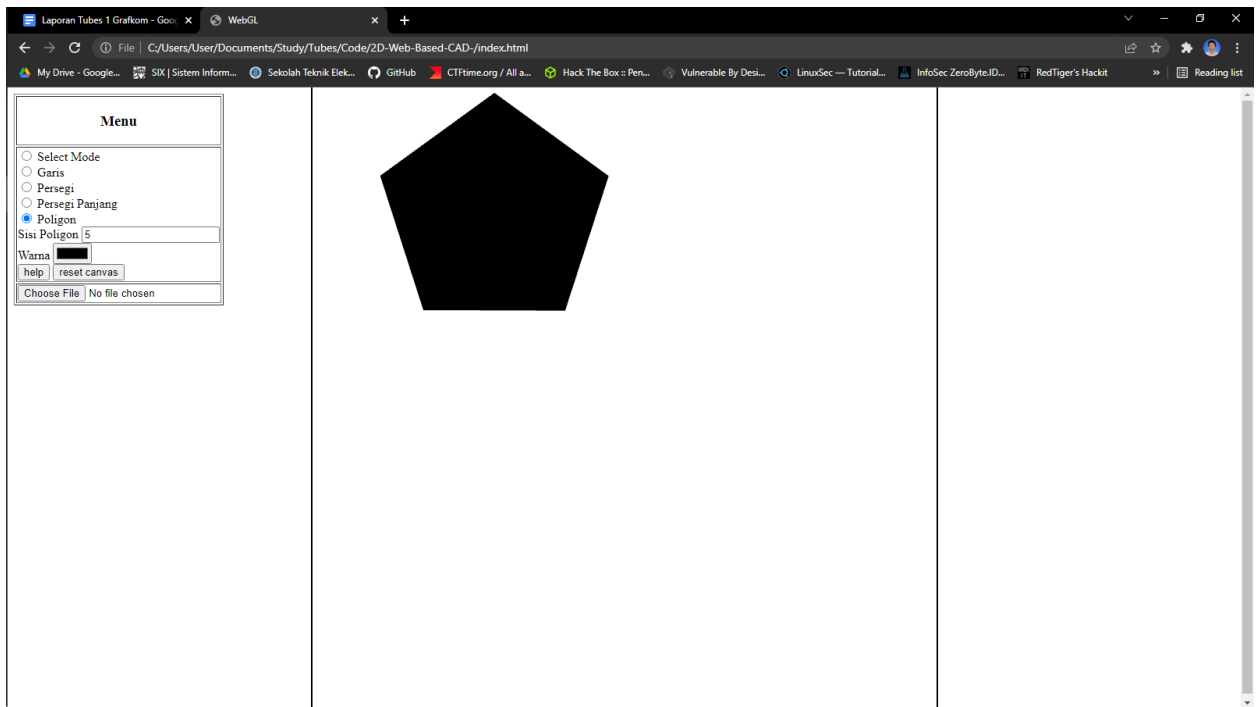 Laporan Tubes 1 Grafkom - Goo
WebGL
File | C:/Users/User/Documents/Study/Tubes/Code/2D-Web-Based-CAD-/index.html
My Drive - Google... SIX | Sistem Inform... Sekolah Teknik Elek... GitHub CTFtime.org / All a... Hack The Box :: Pen... Vulnerable By Desi... LinuxSec — Tutorial... InfoSec ZeroByte.ID... RedTiger's Hackit » Reading list
Menu
Select Mode
Garis
Persegi
Persegi Panjang
Poligon
Sisi Poligon 5
Warna
help reset canvas
Choose File No file chosen